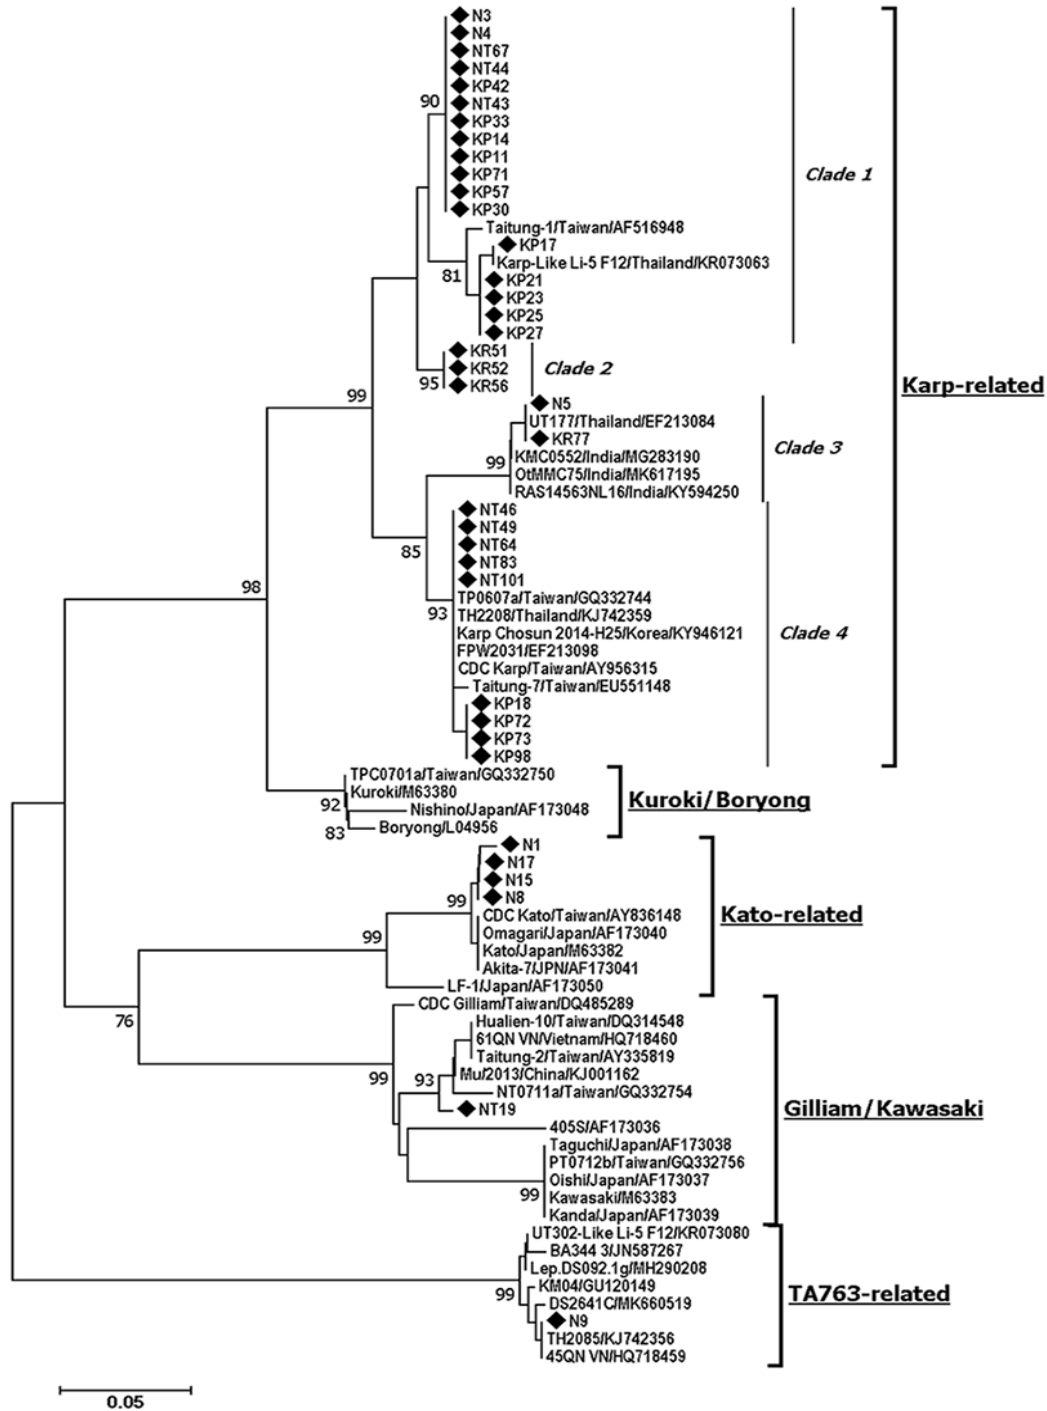 N3
N4
NT67
NT44
KP42
NT43
90
KP33
KP14
KP11
KP71
Clade 1
KP57
KP30
Taitung-1/Taiwan/AF516948
KP17
Karp-Like Li-5 F12/Thailand/KR073063
81
KP21
KP23
KP25
KP27
KR51
KR52
Clade 2
95
KR56
Karp-related
99
N5
UT177/Thailand/EF213084
KR77
Clade 3
KMC0552/India/MG283190
99
OtMMC75/India/MK617195
RAS14563NL16/India/KY594250
NT46
NT49
NT64
85
NT83
NT101
98
TP0607a/Taiwan/GQ332744
93
TH2208/Thailand/KJ742359
Karp Chosun 2014-H25/Korea/KY946121
Clade 4
FPW2031/EF213098
CDC Karp/Taiwan/AY956315
Taitung-7/Taiwan/EU551148
KP18
KP72
KP73
KP98
TPC0701a/Taiwan/GQ332750
Kuroki/M63380
Kuroki/Boryong
92
Nishino/Japan/AF173048
83
Boryong/L04956
N1
N17
N15
N8
99
CDC Kato/Taiwan/AY836148
Kato-related
Omagari/Japan/AF173040
99
Kato/Japan/M63382
Akita-7/JPN/AF173041
LF-1/Japan/AF173050
CDC Gilliam/Taiwan/DQ485289
76
Hualien-10/Taiwan/DQ314548
61QN VN/Vietnam/HQ718460
Taitung-2/Taiwan/AY335819
99
93
Mu/2013/China/KJ001162
NT0711a/Taiwan/GQ332754
NT19
Gilliam/Kawasaki
405S/AF173036
Taguchi/Japan/AF173038
PT0712b/Taiwan/GQ332756
Oishi/Japan/AF173037
99
Kawasaki/M63383
Kanda/Japan/AF173039
UT302-Like Li-5 F12/KR073080
BA344 3/JN587267
Lep.DS092.1g/MH290208
99
KM04/GU120149
TA763-related
DS2641C/MK660519
N9
TH2085/KJ742356
45QN VN/HQ718459
0.05